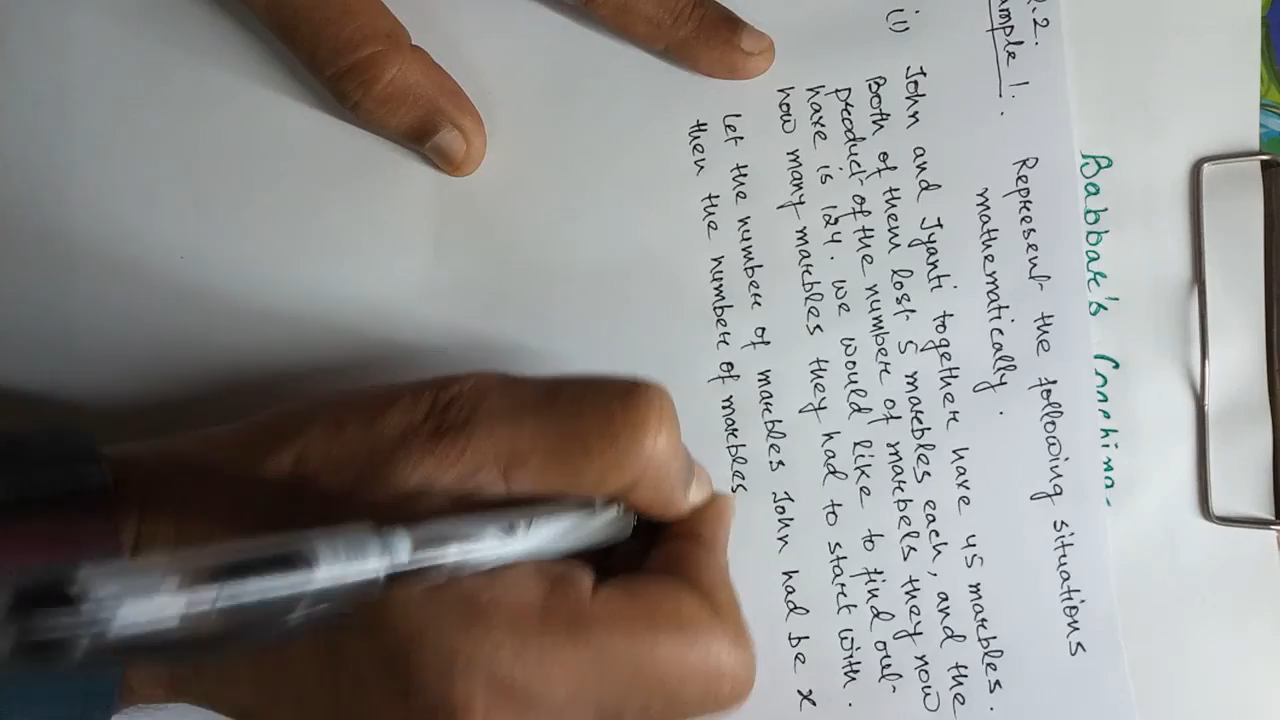 Babbar's Coaching
.2.
ample 1. Represent the following situations
mathematically.
(i) John and Jyanti together have 45 marbles.
Both of them lost 5 marbles each, and the
product of the number of marbels they now
have is 124. we would like to find out
how many marbles they had to start with.
Let the number of marbles John had be x
then the number of marbles